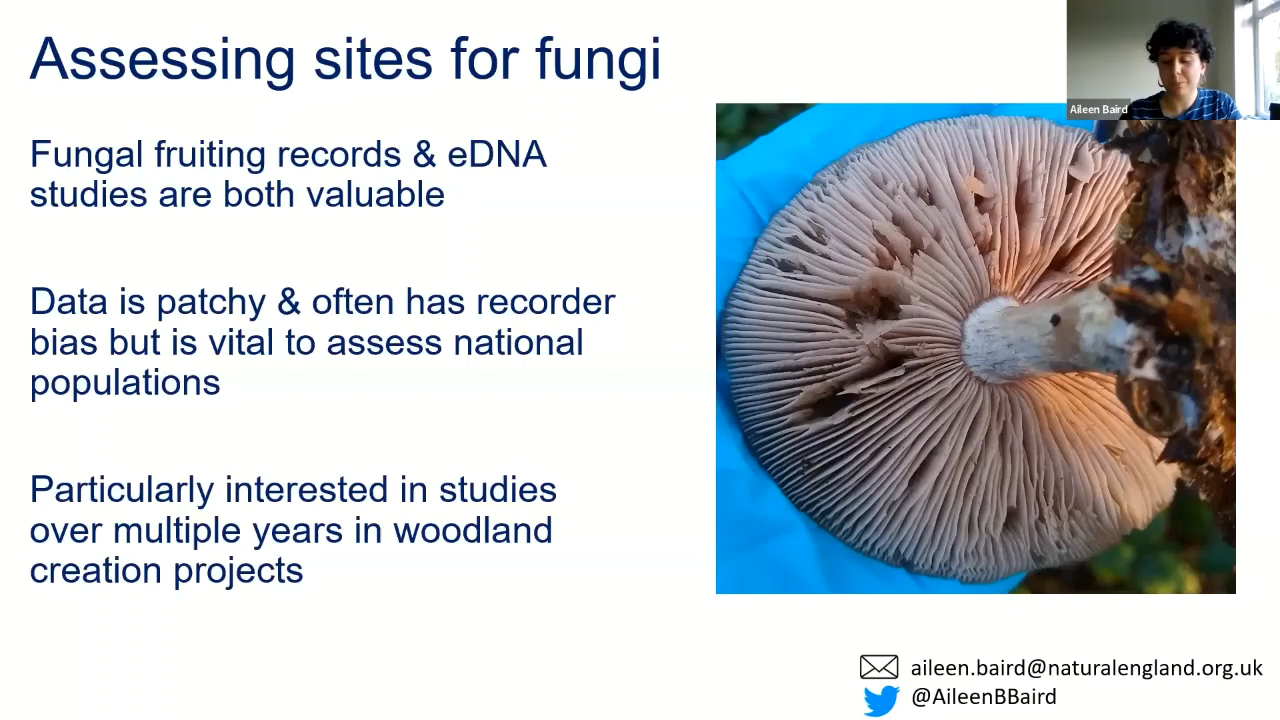 Assessing sites for fungi
Aileen Baird
Fungal fruiting records & eDNA
studies are both valuable
Data is patchy & often has recorder
bias but is vital to assess national
populations
Particularly interested in studies
over multiple years in woodland
creation projects
aileen.baird@naturalengland.org.uk
@AileenBBaird